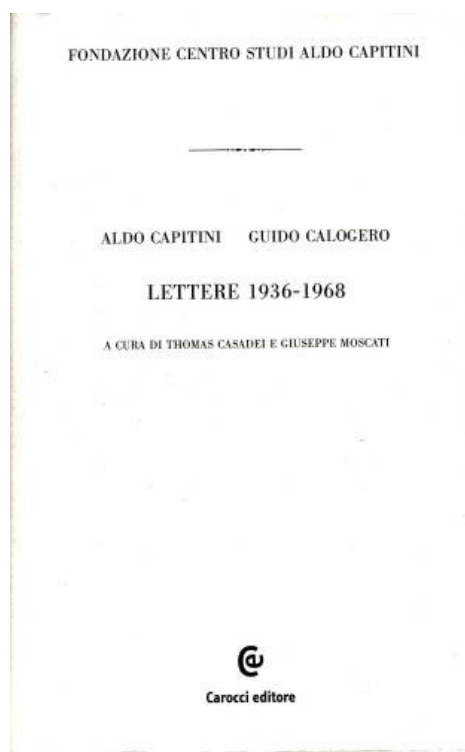 FONDAZIONE CENTRO STUDI ALDO CAPITINI
ALDO CAPITINI GUIDO CALOGERO
LETTERE 1936-1968
A CURA DI THOMAS CASADEI E GIUSEPPE MOSCATI
Carocci editore